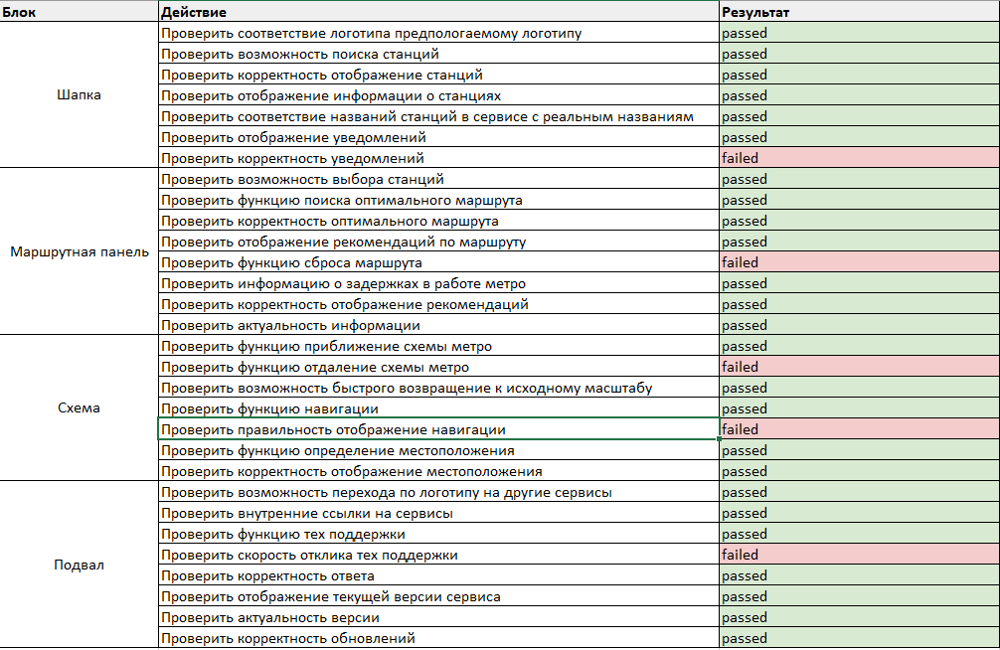 Блок Действие Результат
Проверить соответствие логотипа предпологаемому логотипу passed
Проверить возможность поиска станций passed
Проверить корректность отображение станций passed
Шапка Проверить отображение информации о станциях passed
Проверить соответствие названий станций в сервисе с реальным названиям passed
Проверить отображение уведомлений passed
Проверить корректность уведомлений failed
Проверить возможность выбора станций passed
Проверить функцию поиска оптимального маршрута passed
Проверить корректность оптимального маршрута passed
Маршрутная панель Проверить отображение рекомендаций по маршруту passed
Проверить функцию сброса маршрута failed
Проверить информацию о задержках в работе метро passed
Проверить корректность отображение рекомендаций passed
Проверить актуальность информации passed
Проверить функцию приближение схемы метро passed
Проверить функцию отдаление схемы метро failed
Проверить возможность быстрого возвращение к исходному масштабу passed
Схема Проверить функцию навигации passed
Проверить правильность отображение навигации failed
Проверить функцию определение местоположения passed
Проверить корректность отображение местоположения passed
Проверить возможность перехода по логотипу на другие сервисы passed
Проверить внутренние ссылки на сервисы passed
Проверить функцию тех поддержки passed
Подвал Проверить скорость отклика тех поддержки failed
Проверить корректность ответа passed
Проверить отображение текущей версии сервиса passed
Проверить актуальность версии passed
Проверить корректность обновлений passed